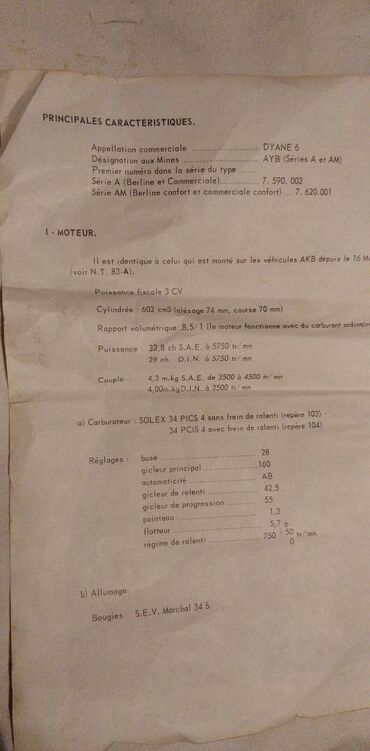 PRINCIPALES CARACTERISTIQUES.
Appellation commerciale .................... DYANE 6
Désignation aux Mines ...................... AYB (Séries A et AM)
Premier numéro dans la série du type ......
Série A (Berline et Commerciale)............... 7. 590. 002
Série AM (Berline confort et commerciale confort) ... 7. 620.001
I - MOTEUR.
Il est identique à celui qui est monté sur les véhicules AKB depuis le 16 M
(voir N.T. 83-A).
Puissance fiscale 3 CV
Cylindrée : 602 cm3 (alésage 74 mm, course 70 mm)
Rapport volumétrique : 8,5/1 (le moteur fonctionne avec du carburant ordinaire
Puissance : 32,8 ch S.A.E. à 5750 tr/mn
29 ch D.I.N. à 5750 tr/mn
Couple : 4,3 m.kg S.A.E. de 3500 à 4500 tr/mn
4,00m.kg D.I.N. à 3500 tr/mn
a) Carburateur : SOLEX 34 PICS 4 sans frein de ralenti (repère 103) -
34 PCIS 4 avec frein de ralenti (repère 104)
Réglages : buse ........................ 28
gicleur principal ............... 160
automaticité .................... AB
gicleur de ralenti .............. 42,5
gicleur de progression .......... 55
pointeau ........................ 1,3
flotteur ........................ 5,7 g.
régime de ralenti ............... 750 + 50 tr/mn
0
b) Allumage.
Bougies : S.E.V. Marchal 34 S